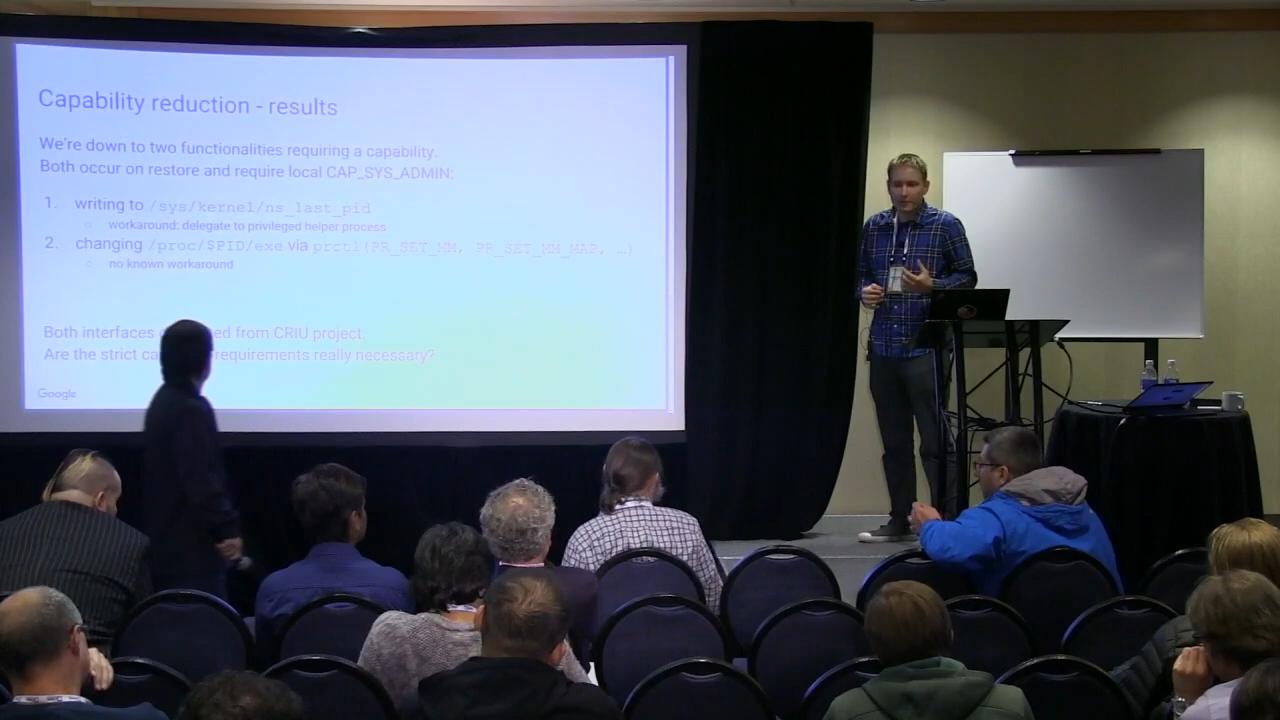 Capability reduction - results
We're down to two functionalities requiring a capability.
Both occur on restore and require local CAP_SYS_ADMIN:
1. writing to /sys/kernel/ns_last_pid
○ workaround: delegate to privileged helper process
2. changing /proc/$PID/exe via prctl(PR_SET_MM, PR_SET_MM_MAP, …)
○ no known workaround
Both interfaces from CRIU project.
Are the strict requirements really necessary?
Google